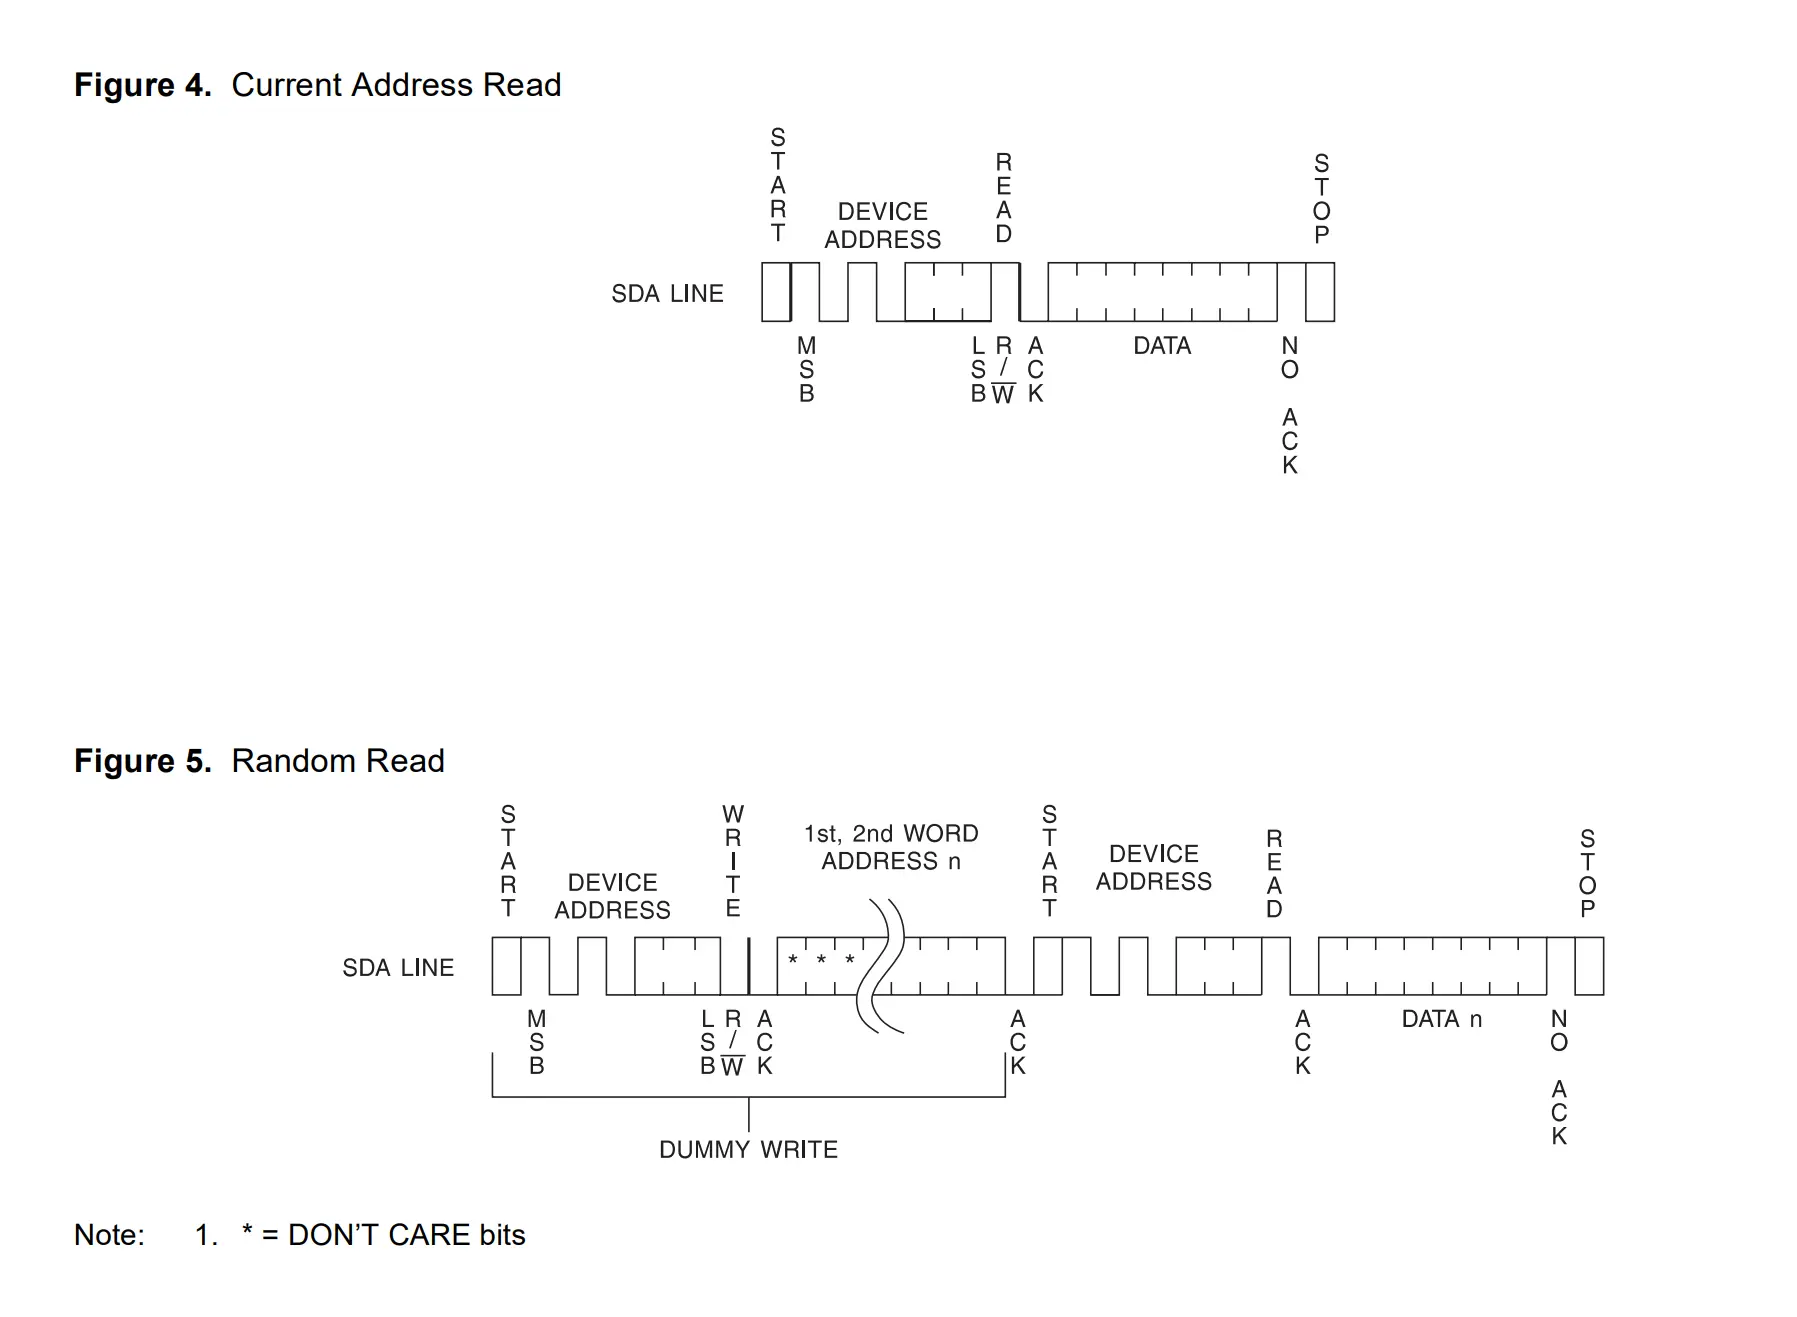 Figure 4. Current Address Read
START
READ
STOP
DEVICE
ADDRESS
SDA LINE
MSB
LSB
R/W
ACK
DATA
NO ACK
Figure 5. Random Read
START
WRITE
1st, 2nd WORD
ADDRESS n
START
READ
STOP
DEVICE
ADDRESS
DEVICE
ADDRESS
SDA LINE
* * *
MSB
LSB
R/W
ACK
ACK
ACK
DATA n
NO ACK
DUMMY WRITE
Note: 1. * = DON'T CARE bits